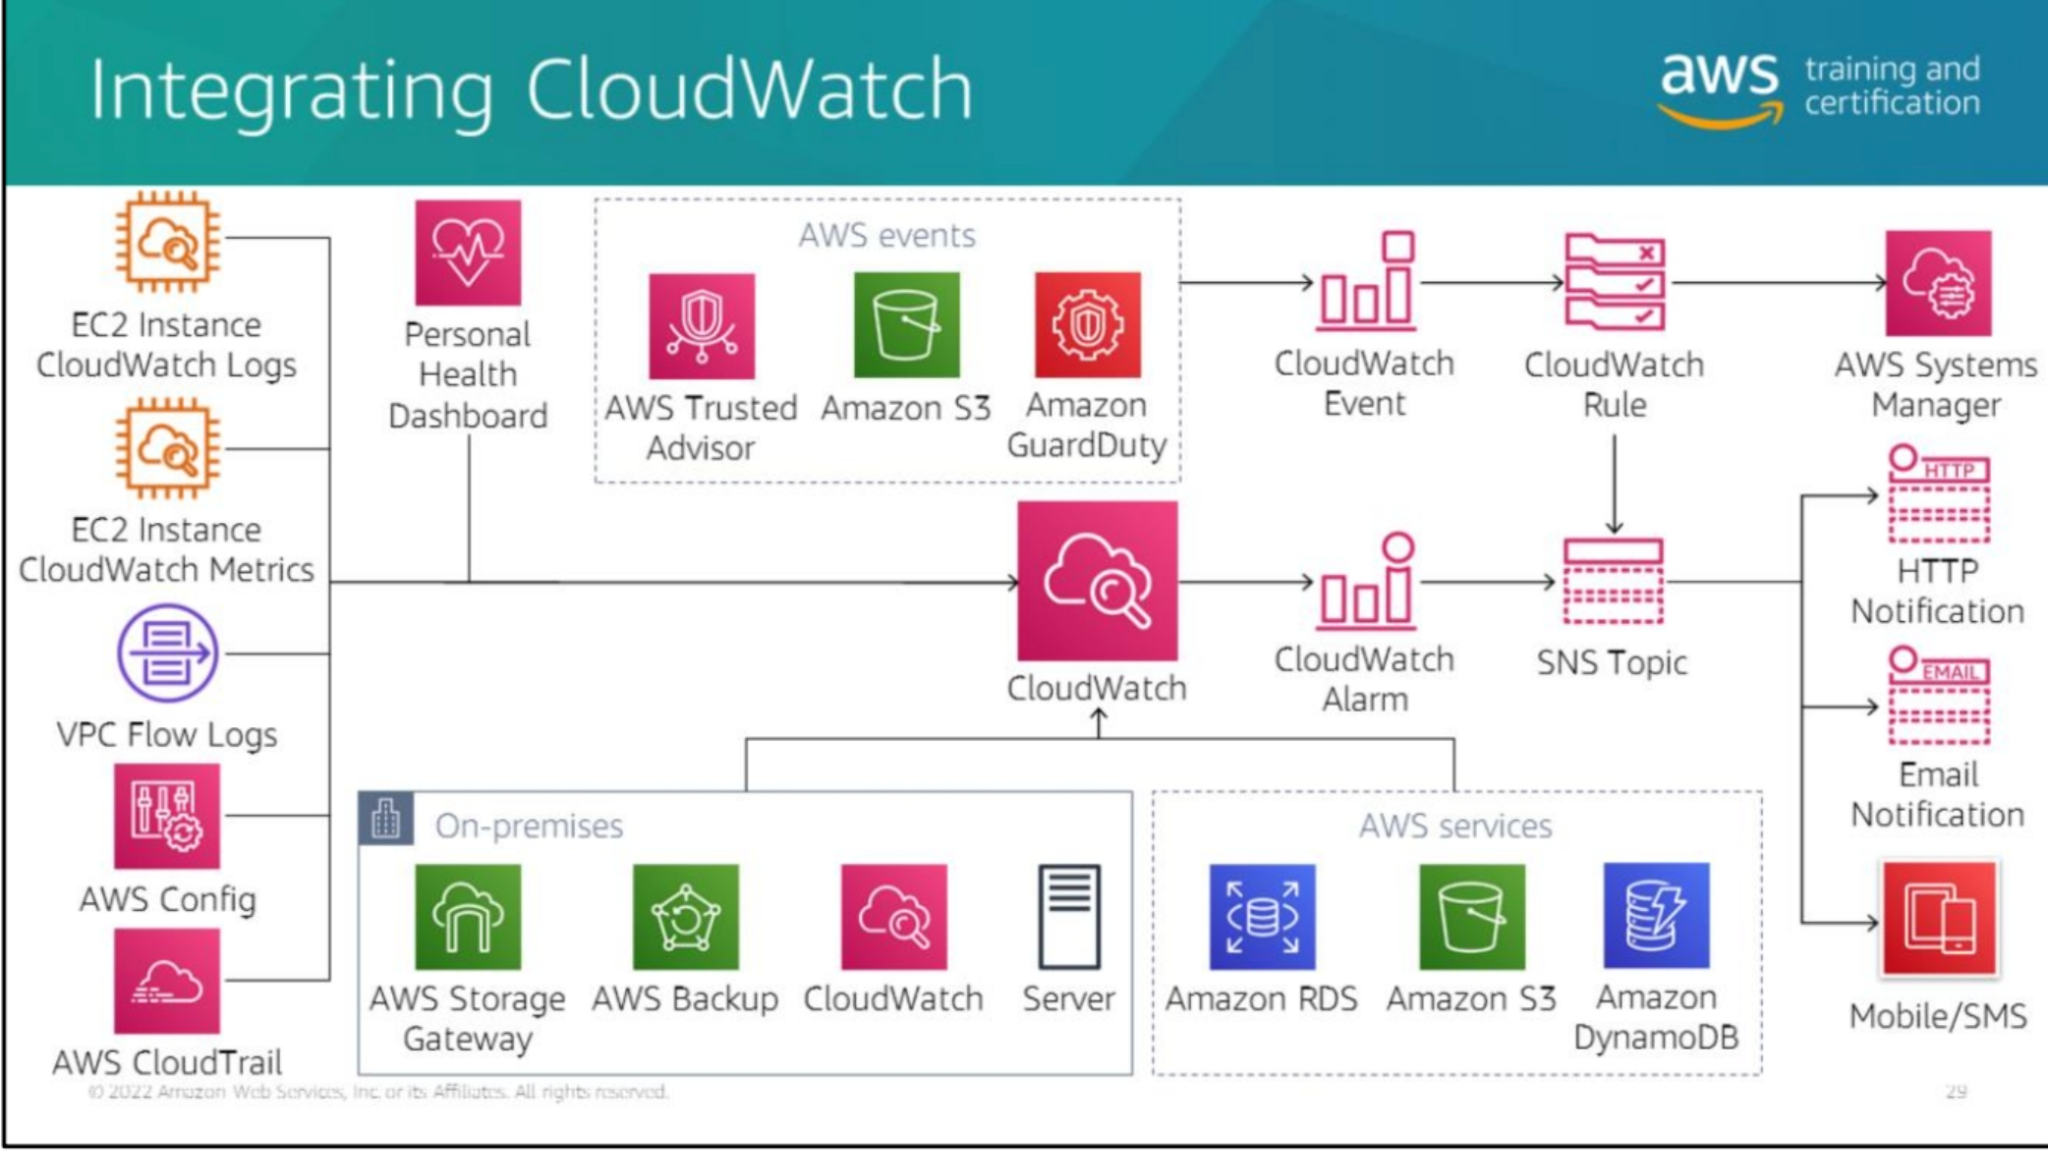 Integrating CloudWatch
aws
training and
certification
EC2 Instance
CloudWatch Logs
EC2 Instance
CloudWatch Metrics
VPC Flow Logs
AWS Config
AWS CloudTrail
Personal
Health
Dashboard
AWS events
AWS Trusted
Advisor
Amazon S3
Amazon
GuardDuty
CloudWatch
Event
CloudWatch
Rule
AWS Systems
Manager
CloudWatch
CloudWatch
Alarm
SNS Topic
HTTP
HTTP
Notification
EMAIL
Email
Notification
Mobile/SMS
On-premises
AWS Storage
Gateway
AWS Backup
CloudWatch
Server
AWS services
Amazon RDS
Amazon S3
Amazon
DynamoDB
© 2022 Amazon Web Services, Inc. or its Affiliates. All rights reserved.
29